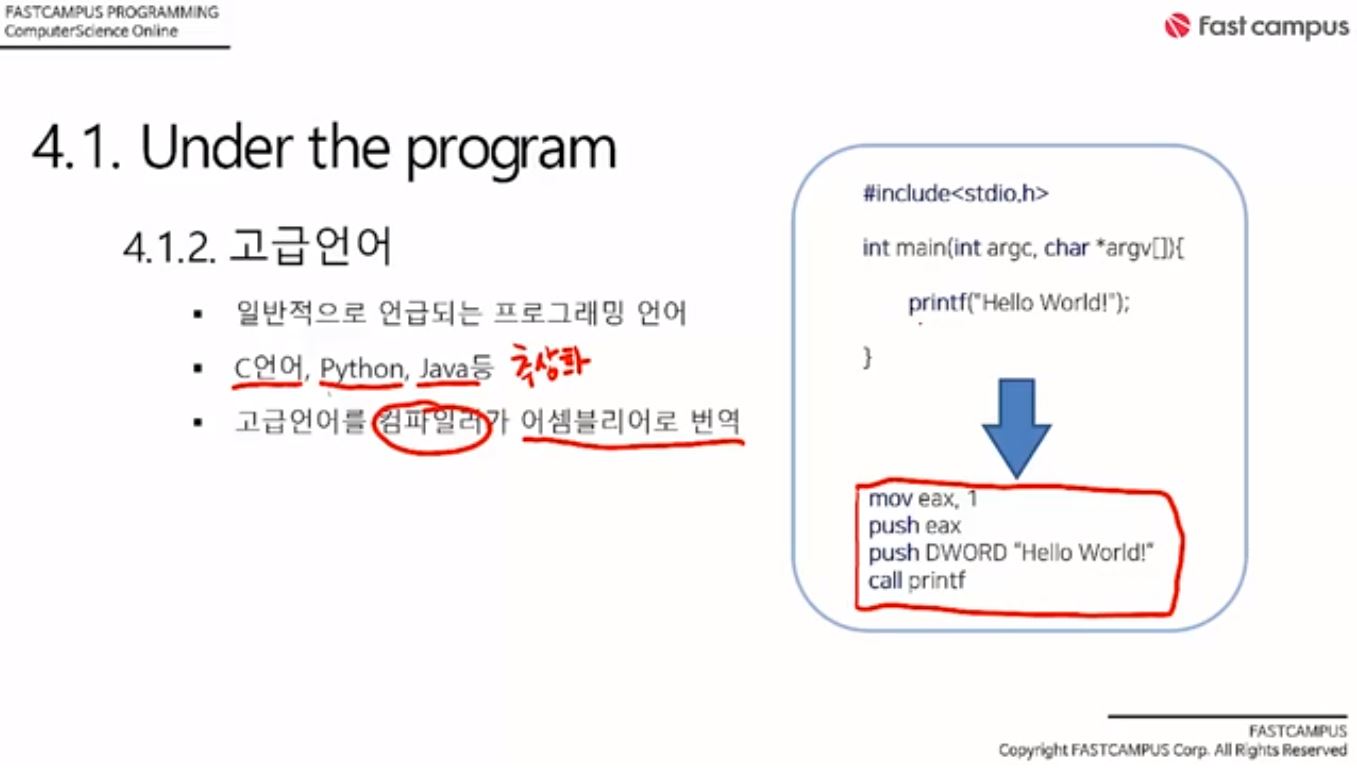 FASTCAMPUS PROGRAMMING
ComputerScience Online
Fast campus
4.1. Under the program
4.1.2. 고급언어
▪ 일반적으로 언급되는 프로그래밍 언어
▪ C언어, Python, Java등 추상화
▪ 고급언어를 컴파일러가 어셈블리어로 번역
#include<stdio.h>
int main(int argc, char *argv[]){
printf("Hello World!");
}
mov eax, 1
push eax
push DWORD “Hello World!”
call printf
FASTCAMPUS
Copyright FASTCAMPUS Corp. All Rights Reserved